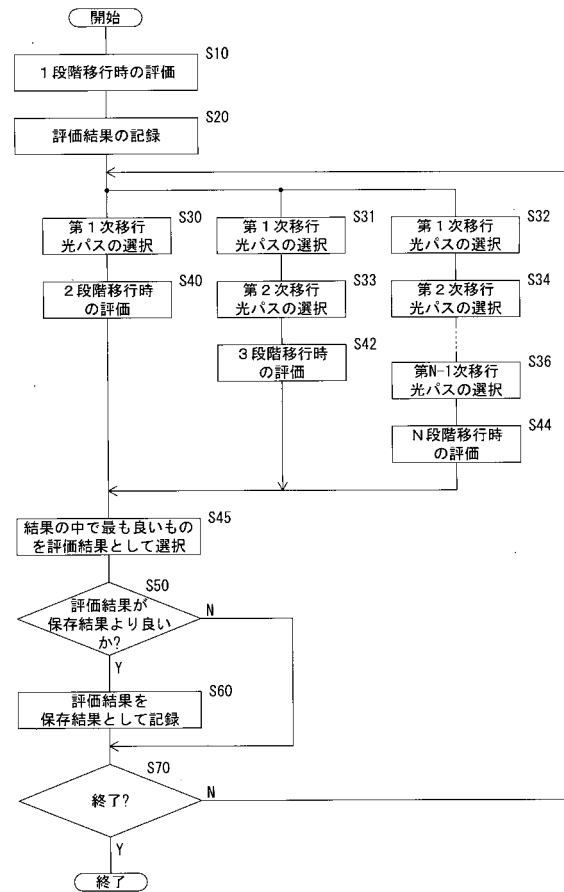 開始
S10
１段階移行時の評価
S20
評価結果の記録
S30
第１次移行
光パスの選択
S31
第１次移行
光パスの選択
S32
第１次移行
光パスの選択
S40
２段階移行時
の評価
S33
第２次移行
光パスの選択
S34
第２次移行
光パスの選択
S42
３段階移行時
の評価
S36
第N-1次移行
光パスの選択
S44
Ｎ段階移行時
の評価
S45
結果の中で最も良いもの
を評価結果として選択
S50
評価結果が
保存結果より良い
か?
N
Y
S60
評価結果を
保存結果として記録
S70
終了?
N
Y
終了